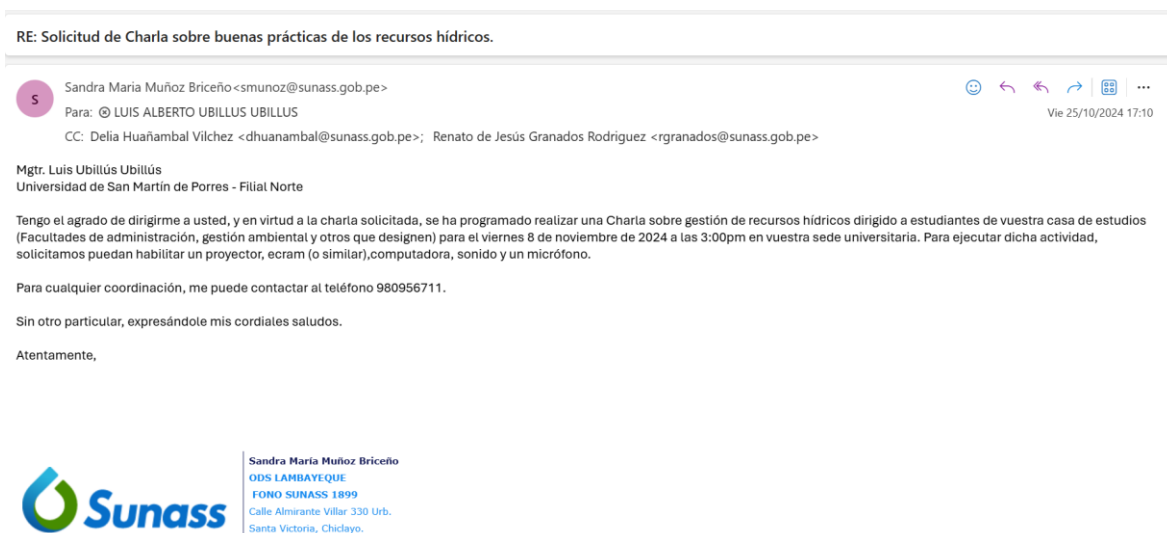 RE: Solicitud de Charla sobre buenas prácticas de los recursos hídricos.
S
Sandra Maria Muñoz Briceño<smunoz@sunass.gob.pe>
Para: LUIS ALBERTO UBILLUS UBILLUS
Vie 25/10/2024 17:10
CC: Delia Huañambal Vilchez <dhuanambal@sunass.gob.pe>; Renato de Jesús Granados Rodriguez <rgranados@sunass.gob.pe>
Mgtr. Luis Ubillús Ubillús
Universidad de San Martín de Porres - Filial Norte
Tengo el agrado de dirigirme a usted, y en virtud a la charla solicitada, se ha programado realizar una Charla sobre gestión de recursos hídricos dirigido a estudiantes de vuestra casa de estudios
(Facultades de administración, gestión ambiental y otros que designen) para el viernes 8 de noviembre de 2024 a las 3:00pm en vuestra sede universitaria. Para ejecutar dicha actividad,
solicitamos puedan habilitar un proyector, ecram (o similar),computadora, sonido y un micrófono.
Para cualquier coordinación, me puede contactar al teléfono 980956711.
Sin otro particular, expresándole mis cordiales saludos.
Atentamente,
Sunass
Sandra María Muñoz Briceño
ODS LAMBAYEQUE
FONO SUNASS 1899
Calle Almirante Villar 330 Urb.
Santa Victoria, Chiclayo.